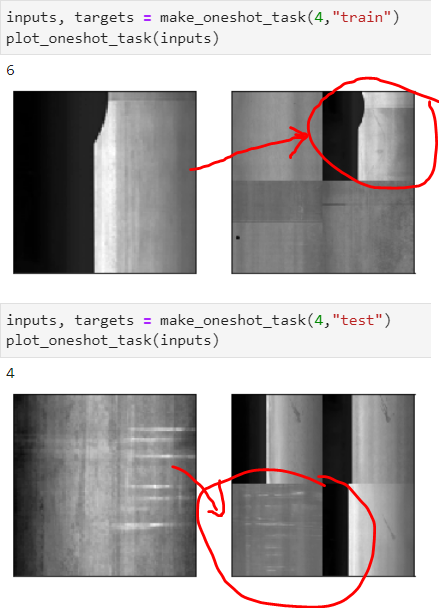 inputs, targets = make_oneshot_task(4,"train")
plot_oneshot_task(inputs)
6
inputs, targets = make_oneshot_task(4,"test")
plot_oneshot_task(inputs)
4